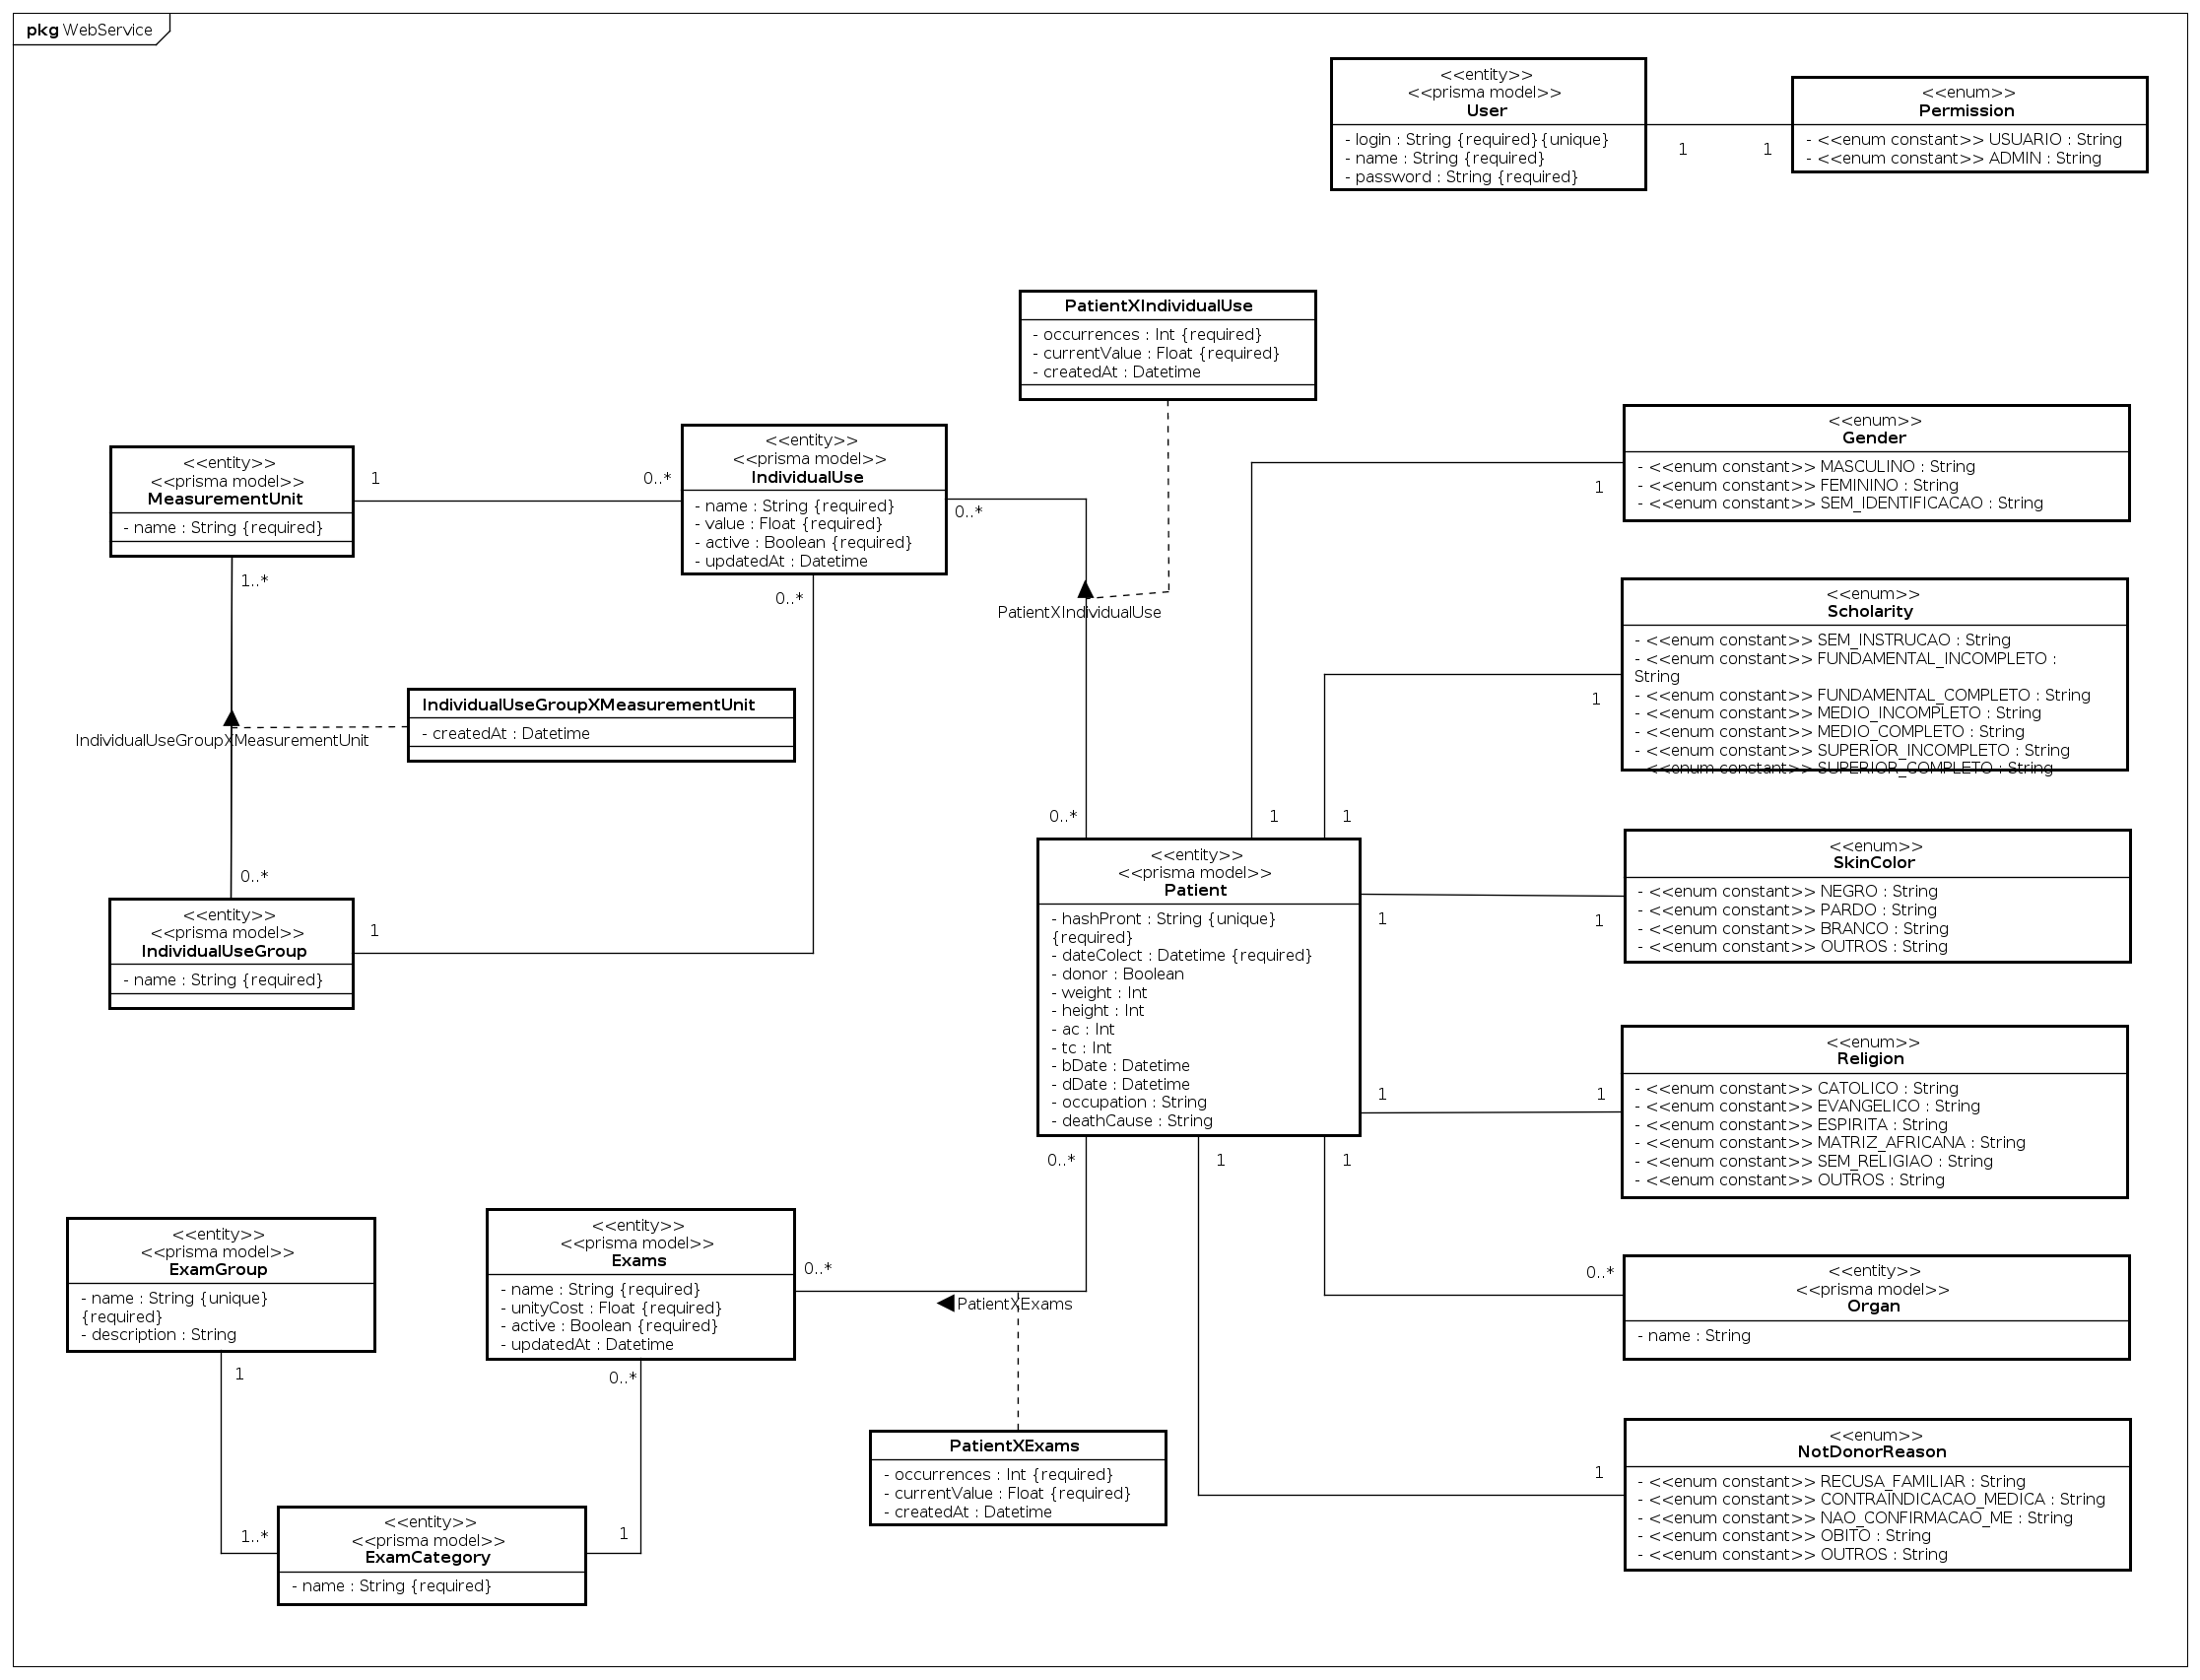 pkg WebService
<<entity>>
<<prisma model>>
User
- login : String {required}{unique}
- name : String {required}
- password : String {required}
1
1
<<enum>>
Permission
- <<enum constant>> USUARIO : String
- <<enum constant>> ADMIN : String
PatientXIndividualUse
- occurrences : Int {required}
- currentValue : Float {required}
- createdAt : Datetime
<<entity>>
<<prisma model>>
MeasurementUnit
- name : String {required}
1
0..*
1..*
<<entity>>
<<prisma model>>
IndividualUse
- name : String {required}
- value : Float {required}
- active : Boolean {required}
- updatedAt : Datetime
0..*
0..*
PatientXIndividualUse
0..*
<<enum>>
Gender
- <<enum constant>> MASCULINO : String
- <<enum constant>> FEMININO : String
- <<enum constant>> SEM_IDENTIFICACAO : String
1
1
<<enum>>
Scholarity
- <<enum constant>> SEM_INSTRUCAO : String
- <<enum constant>> FUNDAMENTAL_INCOMPLETO :
String
- <<enum constant>> FUNDAMENTAL_COMPLETO : String
- <<enum constant>> MEDIO_INCOMPLETO : String
- <<enum constant>> MEDIO_COMPLETO : String
- <<enum constant>> SUPERIOR_INCOMPLETO : String
- <<enum constant>> SUPERIOR_COMPLETO : String
1
1
IndividualUseGroupXMeasurementUnit
- createdAt : Datetime
IndividualUseGroupXMeasurementUnit
0..*
<<entity>>
<<prisma model>>
IndividualUseGroup
- name : String {required}
1
<<entity>>
<<prisma model>>
Patient
- hashPront : String {unique}
{required}
- dateColect : Datetime {required}
- donor : Boolean
- weight : Int
- height : Int
- ac : Int
- tc : Int
- bDate : Datetime
- dDate : Datetime
- occupation : String
- deathCause : String
1
1
<<enum>>
SkinColor
- <<enum constant>> NEGRO : String
- <<enum constant>> PARDO : String
- <<enum constant>> BRANCO : String
- <<enum constant>> OUTROS : String
1
1
<<enum>>
Religion
- <<enum constant>> CATOLICO : String
- <<enum constant>> EVANGELICO : String
- <<enum constant>> ESPIRITA : String
- <<enum constant>> MATRIZ_AFRICANA : String
- <<enum constant>> SEM_RELIGIAO : String
- <<enum constant>> OUTROS : String
0..*
1
1
<<entity>>
<<prisma model>>
ExamGroup
- name : String {unique}
{required}
- description : String
1
<<entity>>
<<prisma model>>
Exams
- name : String {required}
- unityCost : Float {required}
- active : Boolean {required}
- updatedAt : Datetime
0..*
0..*
PatientXExams
0..*
<<entity>>
<<prisma model>>
Organ
- name : String
PatientXExams
- occurrences : Int {required}
- currentValue : Float {required}
- createdAt : Datetime
1
<<enum>>
NotDonorReason
- <<enum constant>> RECUSA_FAMILIAR : String
- <<enum constant>> CONTRAINDICACAO_MEDICA : String
- <<enum constant>> NAO_CONFIRMACAO_ME : String
- <<enum constant>> OBITO : String
- <<enum constant>> OUTROS : String
1..*
<<entity>>
<<prisma model>>
ExamCategory
- name : String {required}
1